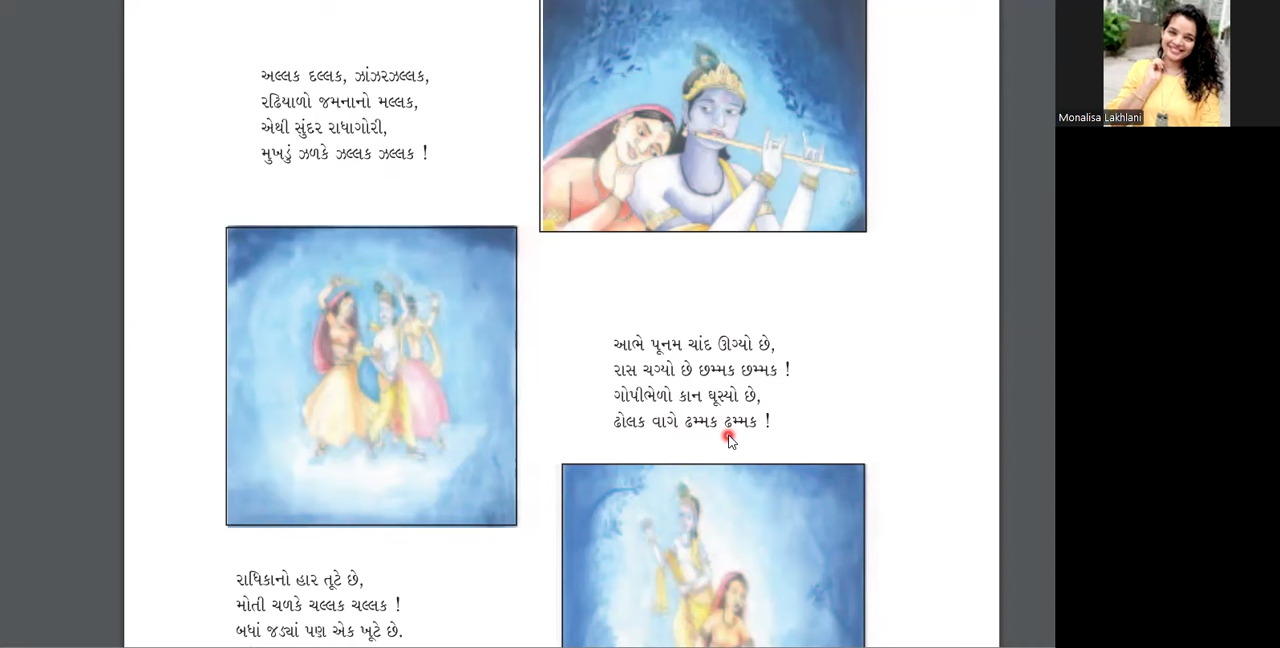 અલ્લક દલ્લક, ઝાંઝરઝલ્લક,
રઢિયાળો જમનાનો મલ્લક,
એથી સુંદર રાધાગોરી,
મુખડું ઝળકે ઝલ્લક ઝલ્લક !
આભે પૂનમ ચાંદ ઊગ્યો છે,
રાસ ચગ્યો છે છમ્મક છમ્મક !
ગોપીભેળો કાન ઘૂસ્યો છે,
ઢોલક વાગે ઢમ્મક ઢમ્મક !
રાધિકાનો હાર તૂટે છે,
મોતી ચળકે ચલ્લક ચલ્લક !
બધાં જડ્યાં પણ એક ખૂટે છે.
Monalisa Lakhlani